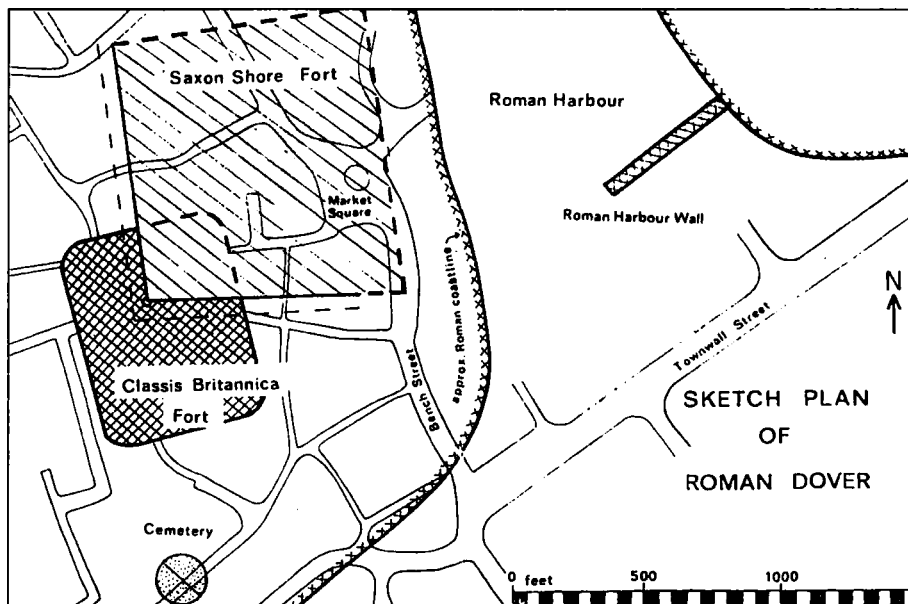 Saxon Shore Fort
Roman Harbour
Market
Square
Roman Harbour Wall
approx. Roman coastline
N
Townwall Street
Bench Street
Classis Britannica
Fort
SKETCH PLAN
OF
ROMAN DOVER
Cemetery
0 feet 500 1000